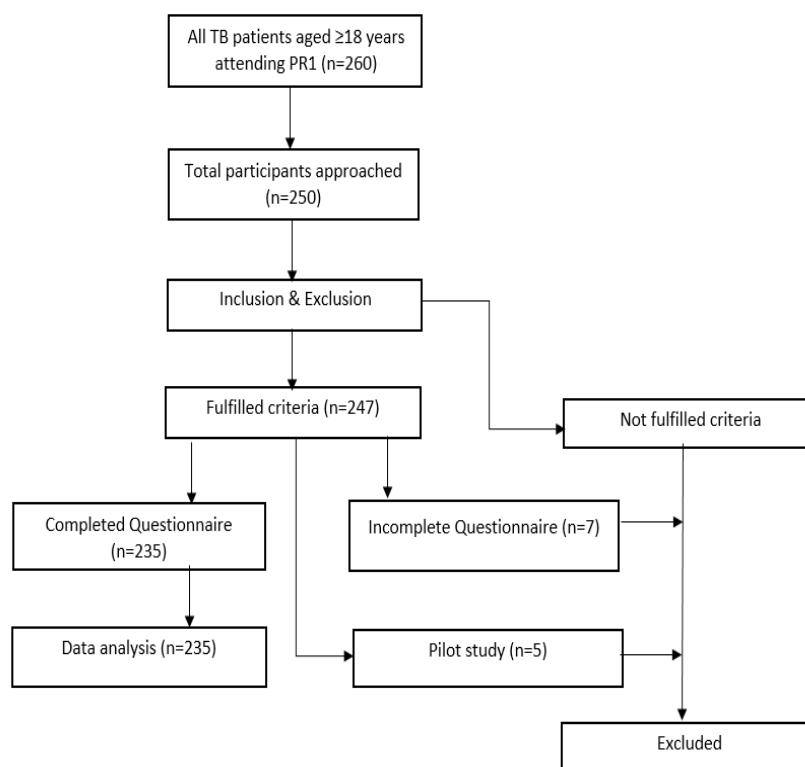 All TB patients aged ≥18 years
attending PR1 (n=260)
Total participants approached
(n=250)
Inclusion & Exclusion
Fulfilled criteria (n=247)
Not fulfilled criteria
Completed Questionnaire
(n=235)
Incomplete Questionnaire (n=7)
Data analysis (n=235)
Pilot study (n=5)
Excluded